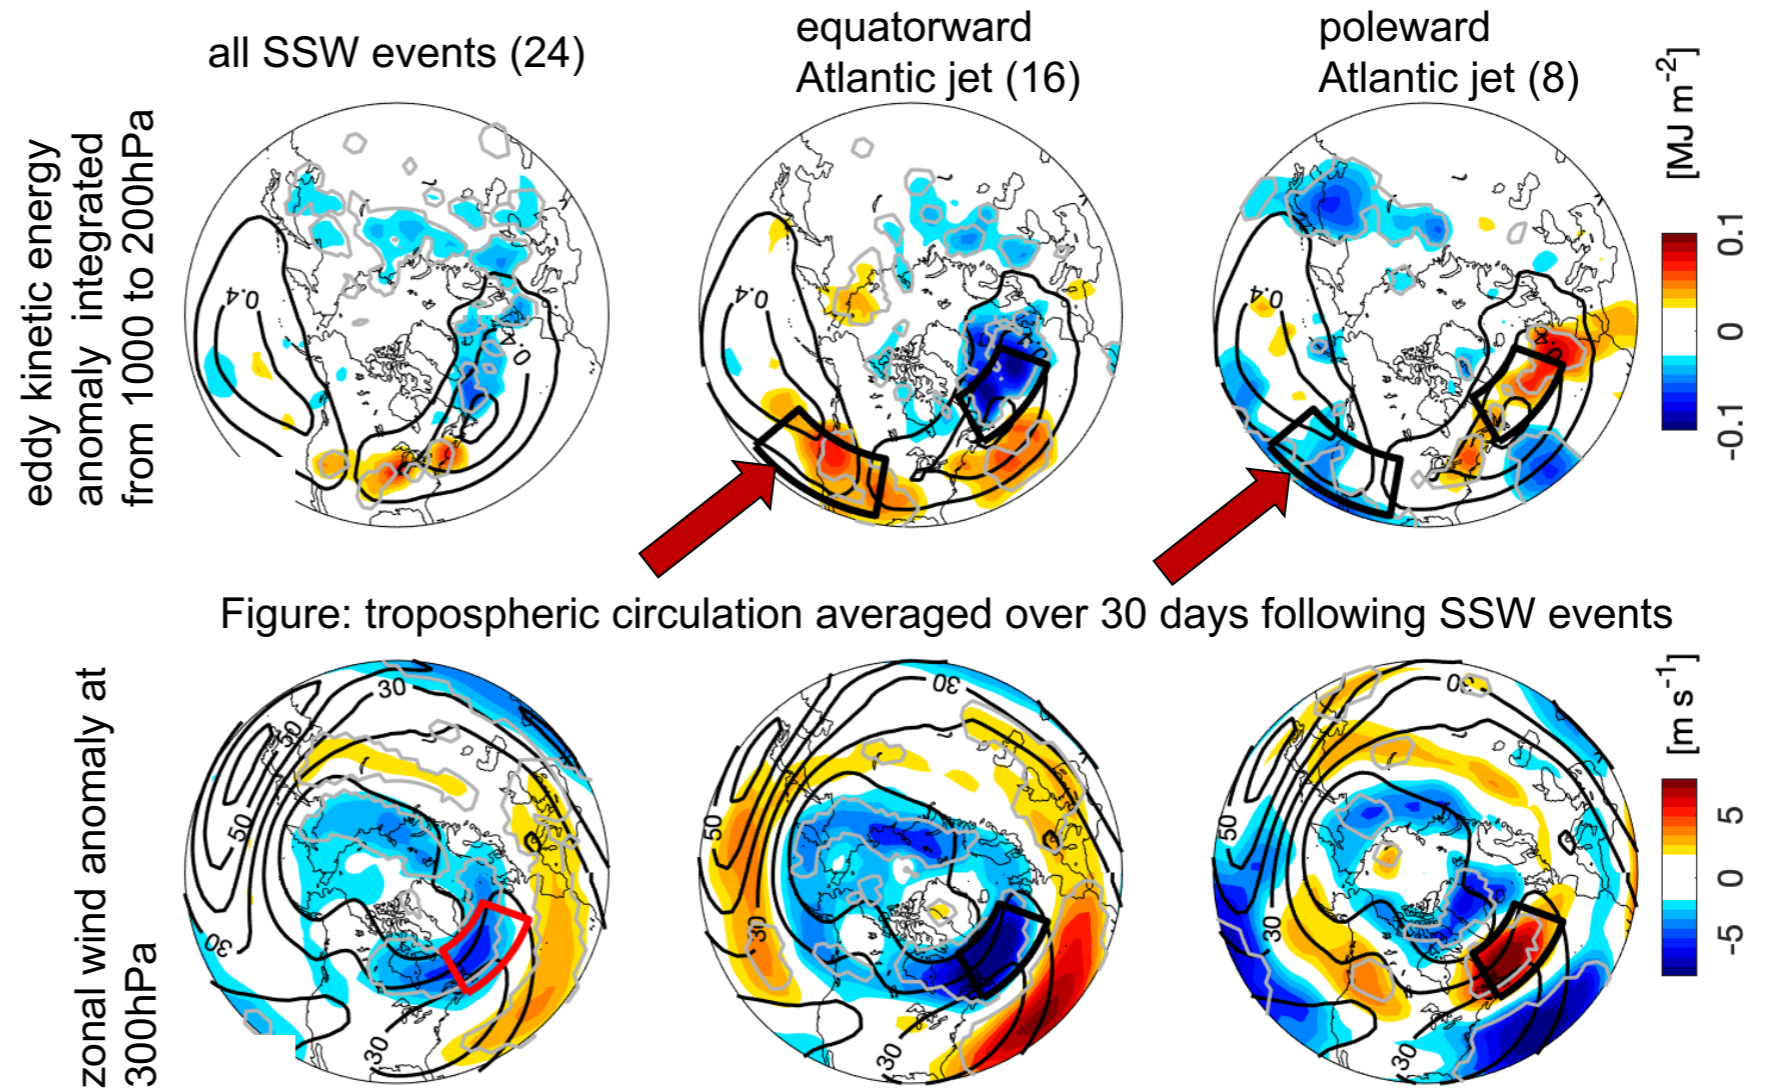 all SSW events (24)
equatorward
Atlantic jet (16)
poleward
Atlantic jet (8)
eddy kinetic energy
anomaly integrated
from 1000 to 200hPa
0.4
0.4
0.4
0.4
[MJ m⁻²]
0.1
0
-0.1
Figure: tropospheric circulation averaged over 30 days following SSW events
zonal wind anomaly at
300hPa
30
50
50
30
30
30
50
30
30
30
50
30
30
[m s⁻¹]
5
0
-5